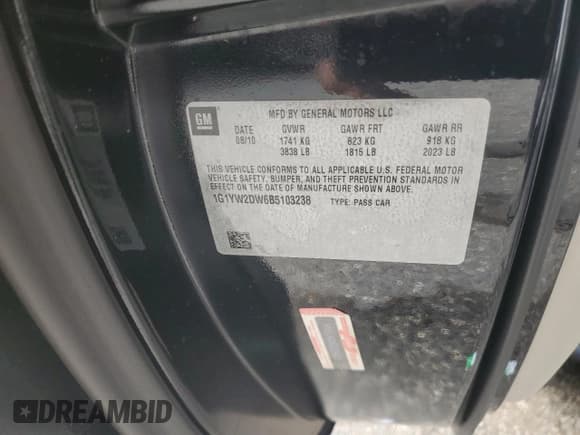 GM
MFD BY GENERAL MOTORS LLC
DATE GVWR GAWR FRT GAWR RR
08/10 1741 KG 823 KG 918 KG
3838 LB 1815 LB 2023 LB
THIS VEHICLE CONFORMS TO ALL APPLICABLE U.S. FEDERAL MOTOR
VEHICLE SAFETY, BUMPER, AND THEFT PREVENTION STANDARDS
IN EFFECT ON THE DATE OF MANUFACTURE SHOWN ABOVE.
1G1YW2DW6B5103238 TYPE: PASS CAR
DREAMBID